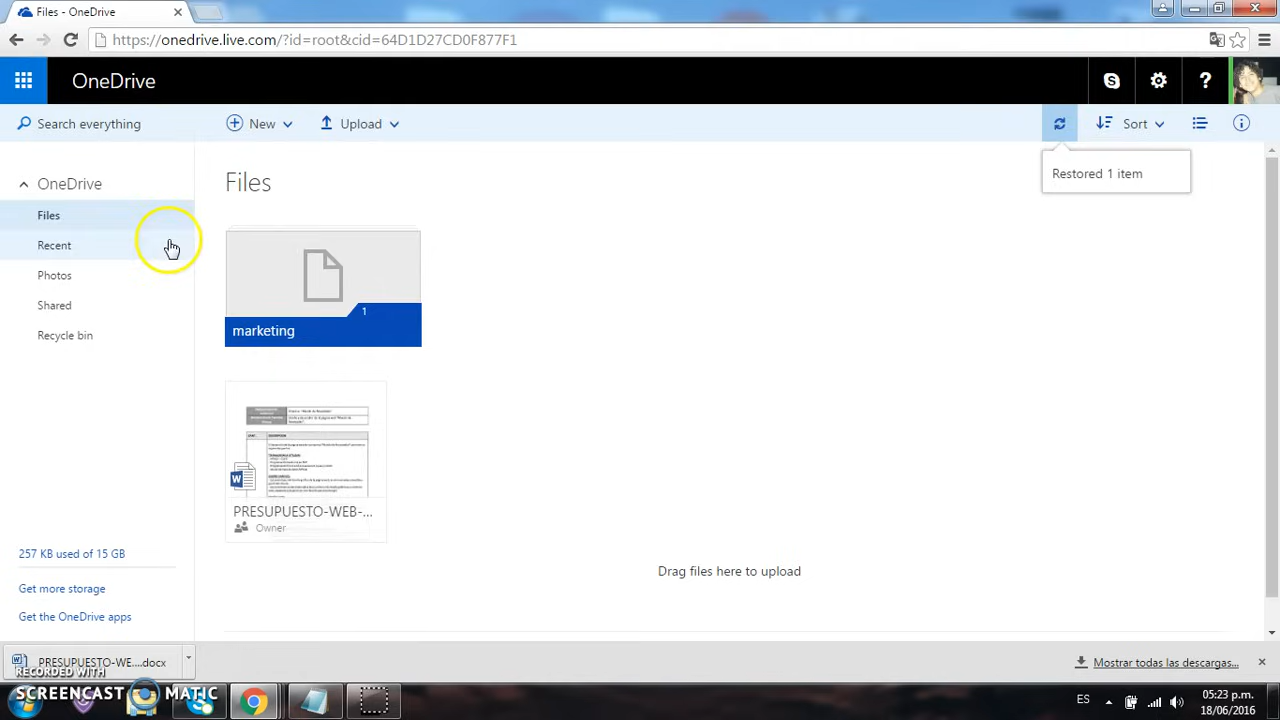 Files - OneDrive
https://onedrive.live.com/?id=root&cid=64D1D27CD0F877F1
OneDrive
Search everything
New
Upload
Sort
Restored 1 item
OneDrive
Files
Recent
Photos
Shared
Recycle bin
Files
1
marketing
PRESUPUESTO-WEB-...
Owner
Drag files here to upload
257 KB used of 15 GB
Get more storage
Get the OneDrive apps
PRESUPUESTO-WE....docx
Mostrar todas las descargas...
RECORDED WITH
SCREENCAST MATIC
ES
05:23 p.m.
18/06/2016